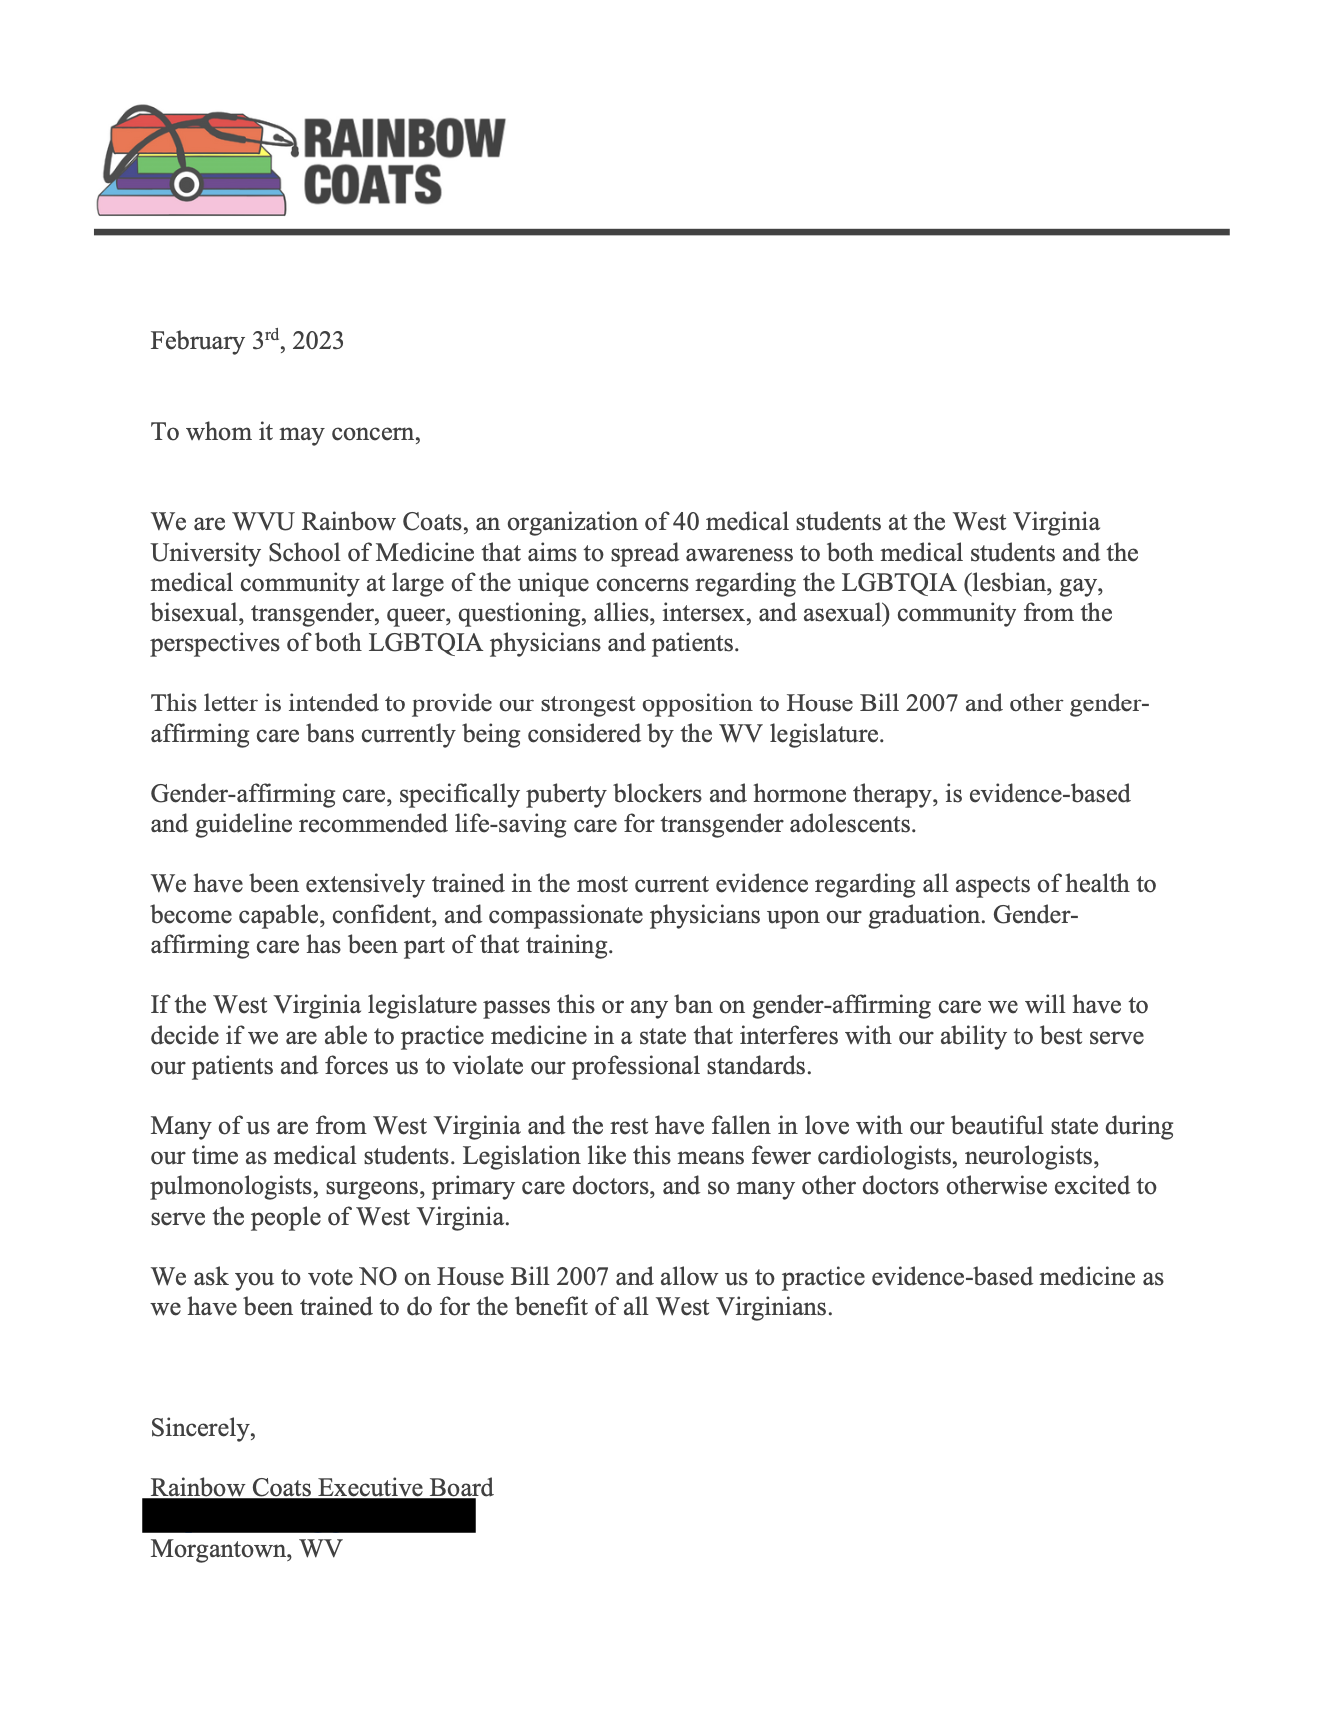 RAINBOW
COATS
February 3rd, 2023
To whom it may concern,
We are WVU Rainbow Coats, an organization of 40 medical students at the West Virginia
University School of Medicine that aims to spread awareness to both medical students and the
medical community at large of the unique concerns regarding the LGBTQIA (lesbian, gay,
bisexual, transgender, queer, questioning, allies, intersex, and asexual) community from the
perspectives of both LGBTQIA physicians and patients.
This letter is intended to provide our strongest opposition to House Bill 2007 and other gender-
affirming care bans currently being considered by the WV legislature.
Gender-affirming care, specifically puberty blockers and hormone therapy, is evidence-based
and guideline recommended life-saving care for transgender adolescents.
We have been extensively trained in the most current evidence regarding all aspects of health to
become capable, confident, and compassionate physicians upon our graduation. Gender-
affirming care has been part of that training.
If the West Virginia legislature passes this or any ban on gender-affirming care we will have to
decide if we are able to practice medicine in a state that interferes with our ability to best serve
our patients and forces us to violate our professional standards.
Many of us are from West Virginia and the rest have fallen in love with our beautiful state during
our time as medical students. Legislation like this means fewer cardiologists, neurologists,
pulmonologists, surgeons, primary care doctors, and so many other doctors otherwise excited to
serve the people of West Virginia.
We ask you to vote NO on House Bill 2007 and allow us to practice evidence-based medicine as
we have been trained to do for the benefit of all West Virginians.
Sincerely,
Rainbow Coats Executive Board
Morgantown, WV